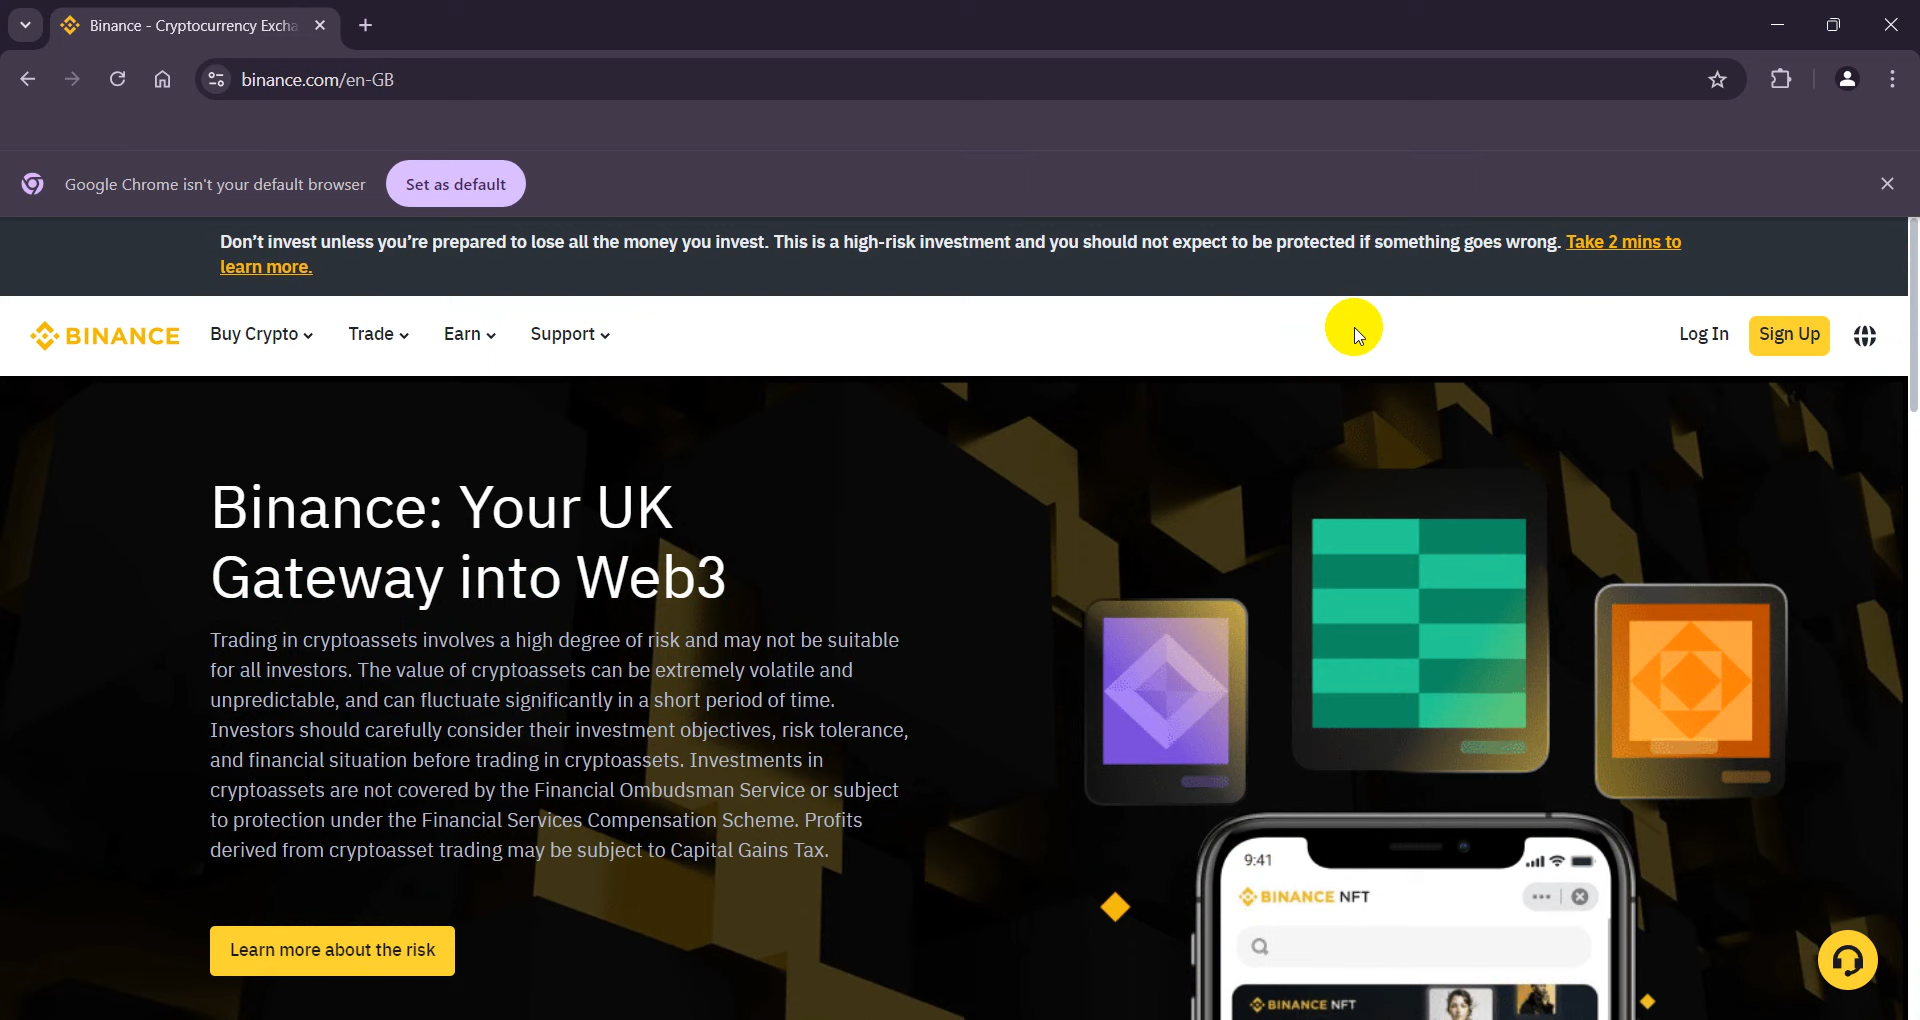 Binance - Cryptocurrency Excha
binance.com/en-GB
Google Chrome isn't your default browser
Set as default
Don't invest unless you're prepared to lose all the money you invest. This is a high-risk investment and you should not expect to be protected if something goes wrong. Take 2 mins to
learn more.
BINANCE
Buy Crypto
Trade
Earn
Support
Log In
Sign Up
Binance: Your UK
Gateway into Web3
Trading in cryptoassets involves a high degree of risk and may not be suitable
for all investors. The value of cryptoassets can be extremely volatile and
unpredictable, and can fluctuate significantly in a short period of time.
Investors should carefully consider their investment objectives, risk tolerance,
and financial situation before trading in cryptoassets. Investments in
cryptoassets are not covered by the Financial Ombudsman Service or subject
to protection under the Financial Services Compensation Scheme. Profits
derived from cryptoasset trading may be subject to Capital Gains Tax.
Learn more about the risk
9:41
BINANCE NFT
BINANCE NFT